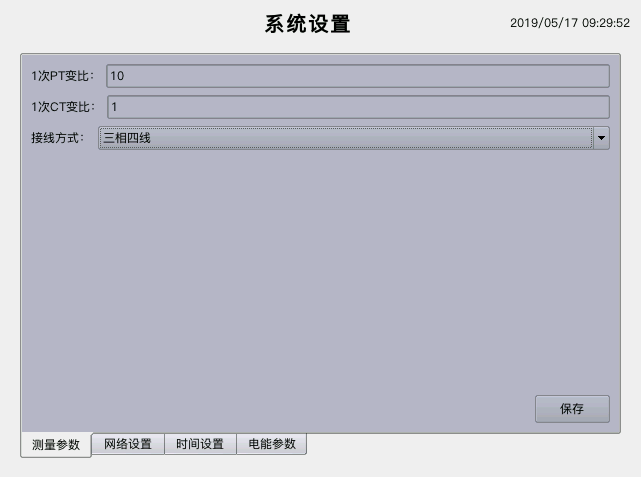 系统设置
2019/05/17 09:29:52
1次PT变比： 10
1次CT变比： 1
接线方式： 三相四线
保存
测量参数 网络设置 时间设置 电能参数